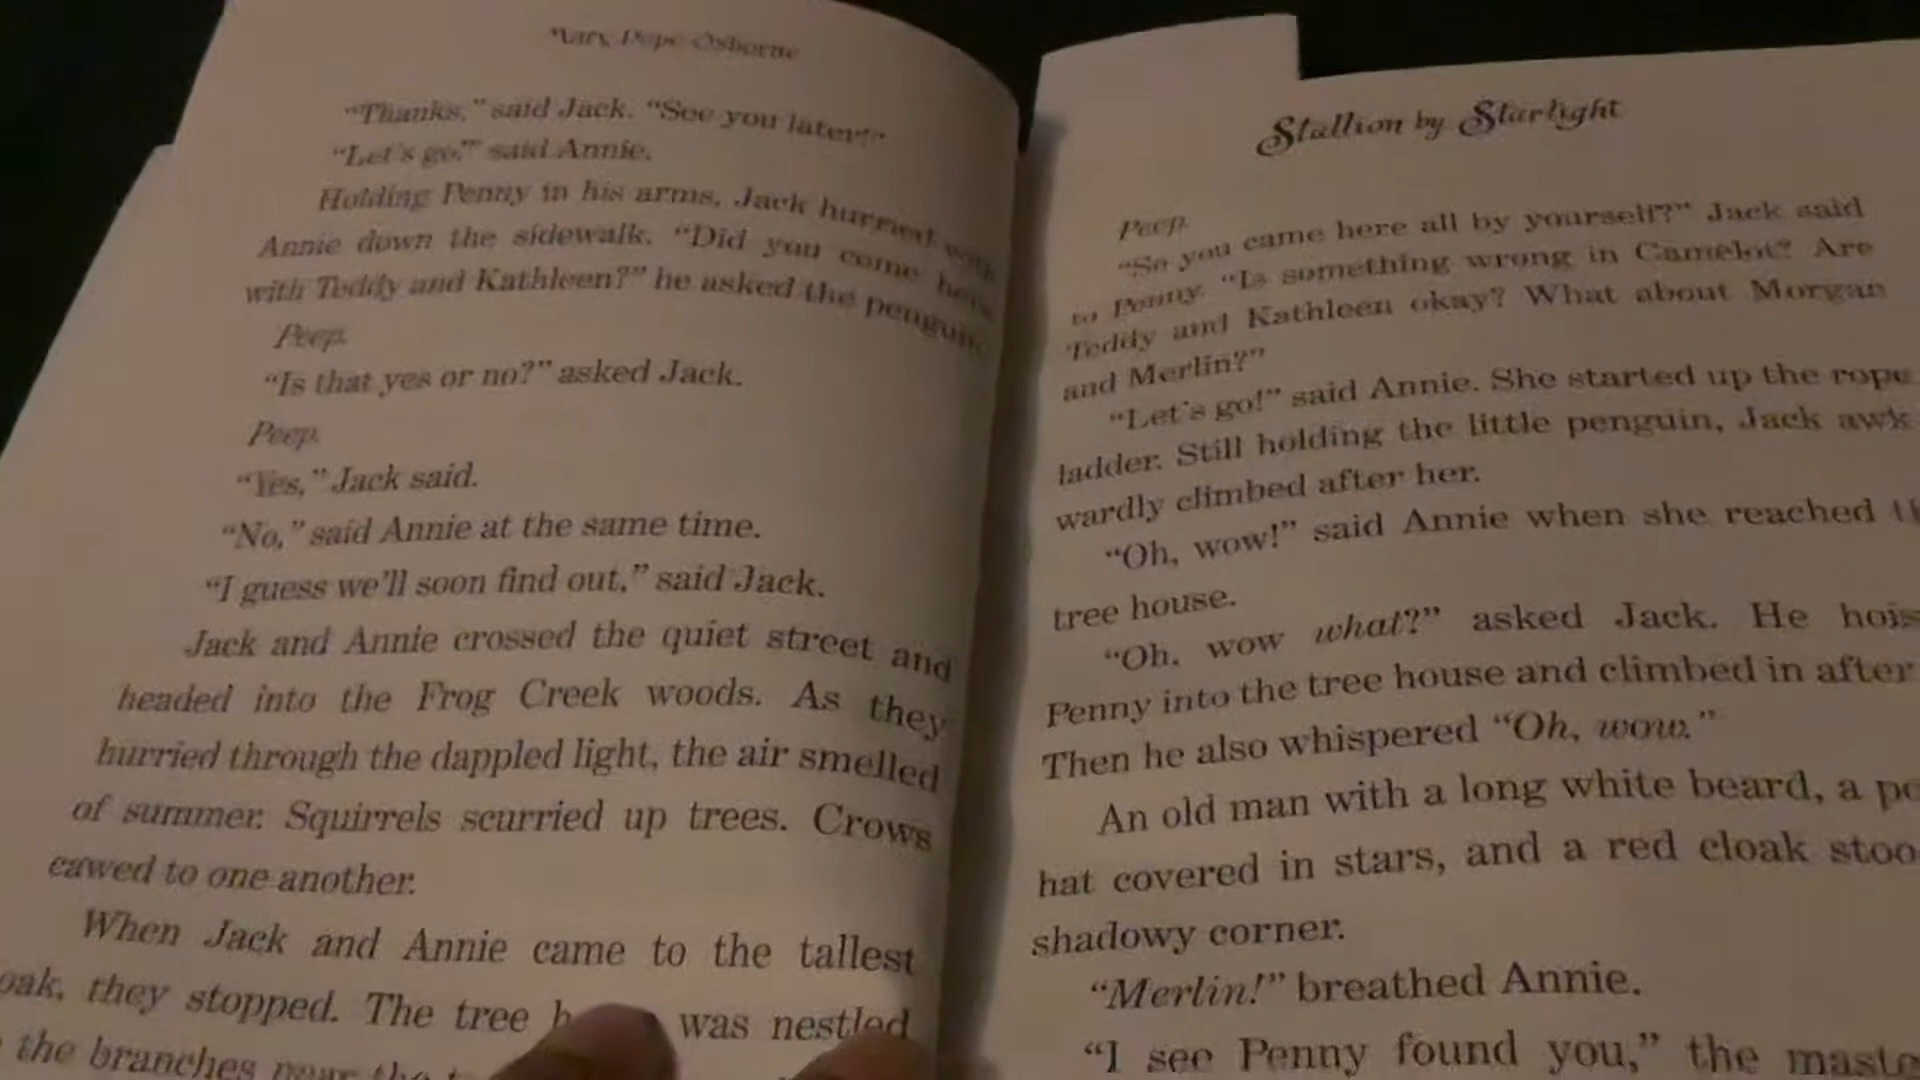 Mary Pope Osborne
“Thanks,” said Jack. “See you later!”
“Let’s go!” said Annie.
Holding Penny in his arms, Jack hurried with
Annie down the sidewalk. “Did you come here
with Teddy and Kathleen?” he asked the penguin.
Peep.
“Is that yes or no?” asked Jack.
Peep.
“Yes,” Jack said.
“No,” said Annie at the same time.
“I guess we’ll soon find out,” said Jack.
Jack and Annie crossed the quiet street and
headed into the Frog Creek woods. As they
hurried through the dappled light, the air smelled
of summer. Squirrels scurried up trees. Crows
cawed to one another.
When Jack and Annie came to the tallest
oak, they stopped. The tree was nestled
the branches near the
Stallion by Starlight
Peep.
“So you came here all by yourself?” Jack said
to Penny. “Is something wrong in Camelot? Are
Teddy and Kathleen okay? What about Morgan
and Merlin?”
“Let’s go!” said Annie. She started up the rope
ladder. Still holding the little penguin, Jack awk
wardly climbed after her.
“Oh, wow!” said Annie when she reached
tree house.
“Oh, wow what?” asked Jack. He hois
Penny into the tree house and climbed in after
Then he also whispered “Oh, wow.”
An old man with a long white beard, a po
hat covered in stars, and a red cloak stoo
shadowy corner.
“Merlin!” breathed Annie.
“I see Penny found you,” the maste